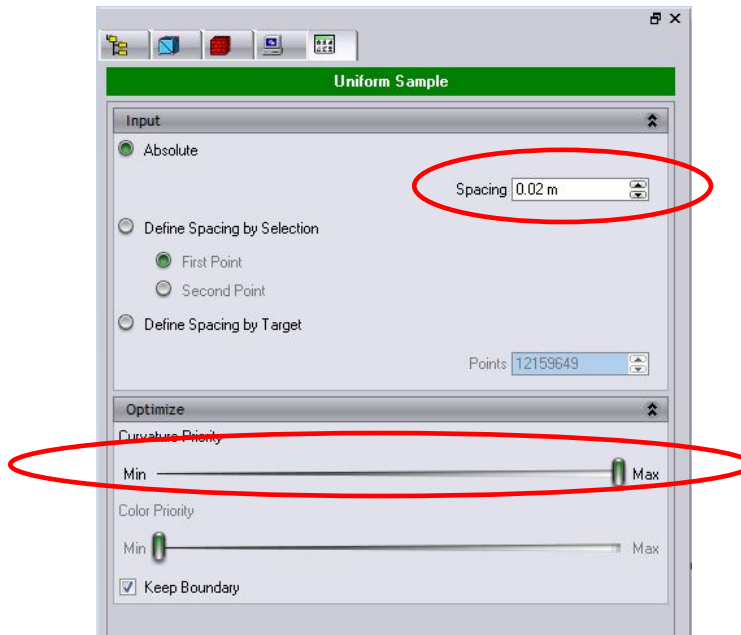 Uniform Sample
Input
Absolute
Spacing 0.02 m
Define Spacing by Selection
First Point
Second Point
Define Spacing by Target
Points 12159649
Optimize
Curvature Priority
Min Max
Color Priority
Min Max
Keep Boundary